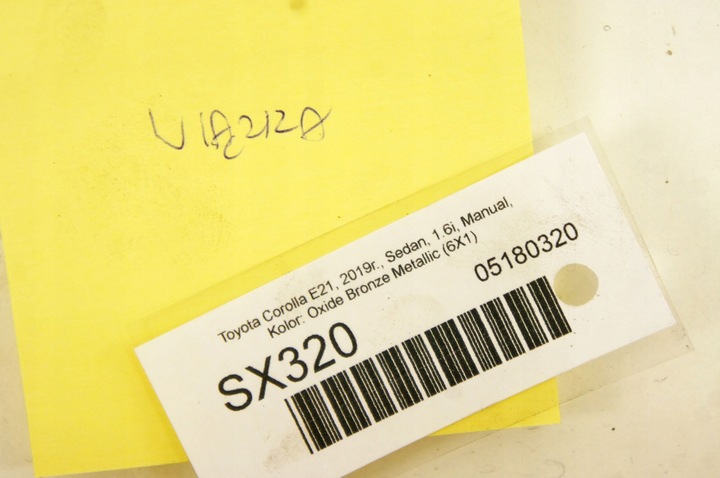 Toyota Corolla E21, 2019r., Sedan, 1.6i, Manual,
Kolor: Oxide Bronze Metallic (6X1)
05180320
SX320